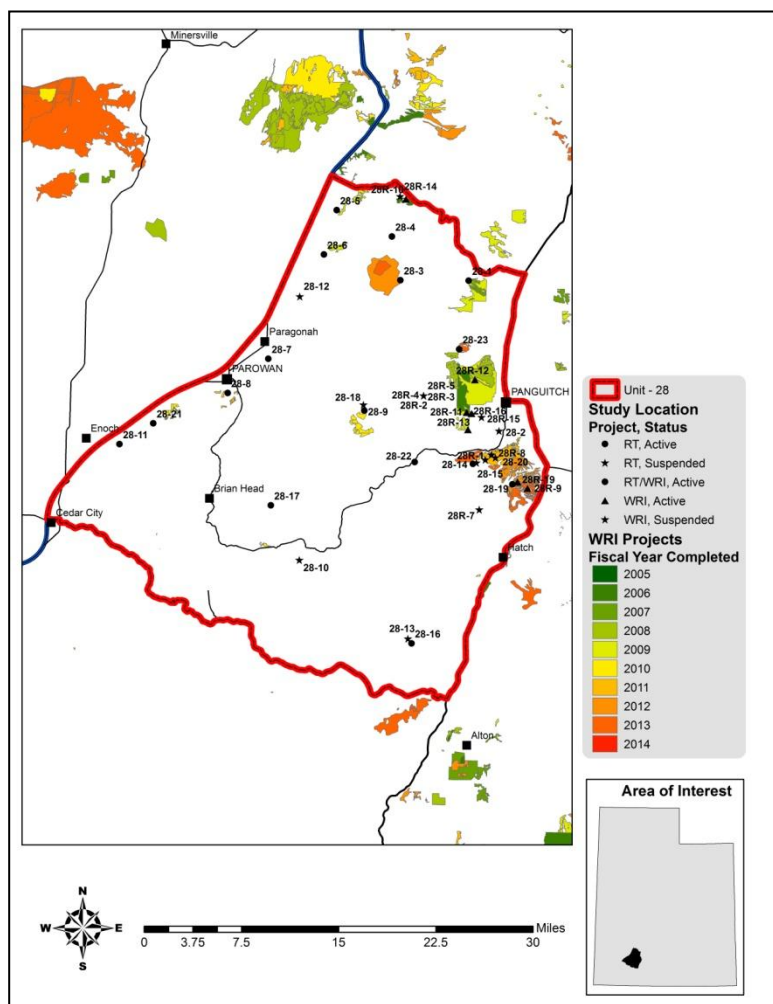 Minersville
28R-14
28R-16
28-5
28-4
28-6
28-3
28-1
28-12
Paragonah
28-23
28-7
28R-12
PAROWAN
28R-5
28-8
28R-4
28R-3
PANGUITCH
28-18
28R-2
28-9
28R-11
28R-16
28R-15
28-21
28R-13
28-2
Enoch
28-11
28-22
28R-1
28R-8
28-14
28-20
28-15
Brian Head
28-17
28-19
28R-19
28R-9
28R-7
Cedar City
28-10
Hatch
28-13
28-16
Alton
Unit - 28
Study Location
Project, Status
RT, Active
RT, Suspended
RT/WRI, Active
WRI, Active
WRI, Suspended
WRI Projects
Fiscal Year Completed
2005
2006
2007
2008
2009
2010
2011
2012
2013
2014
Area of Interest
N
W E
S
Miles
0 3.75 7.5 15 22.5 30